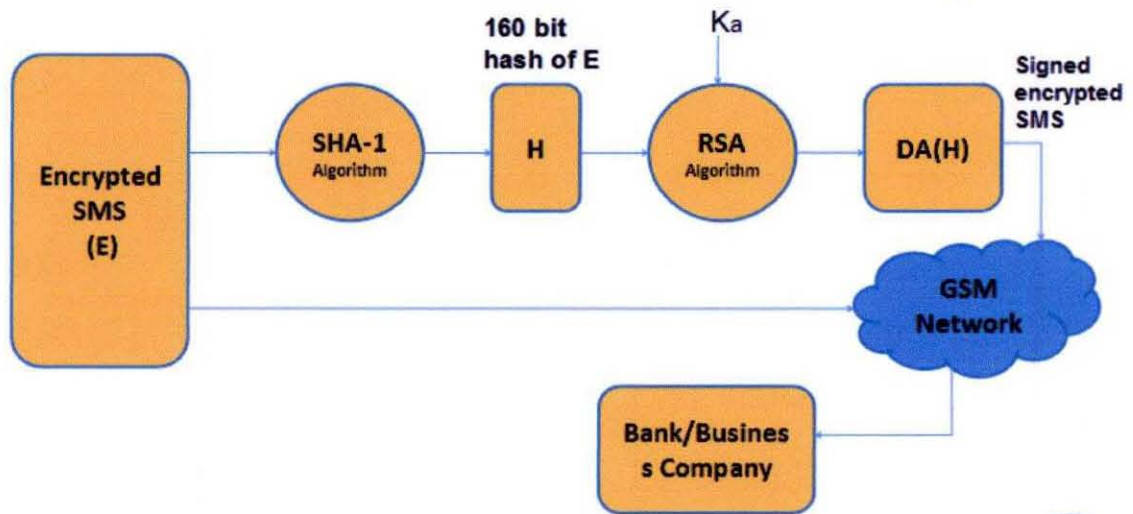 Encrypted
SMS
(E)
SHA-1
Algorithm
160 bit
hash of E
H
Ka
RSA
Algorithm
DA(H)
Signed
encrypted
SMS
GSM
Network
Bank/Busines
s Company